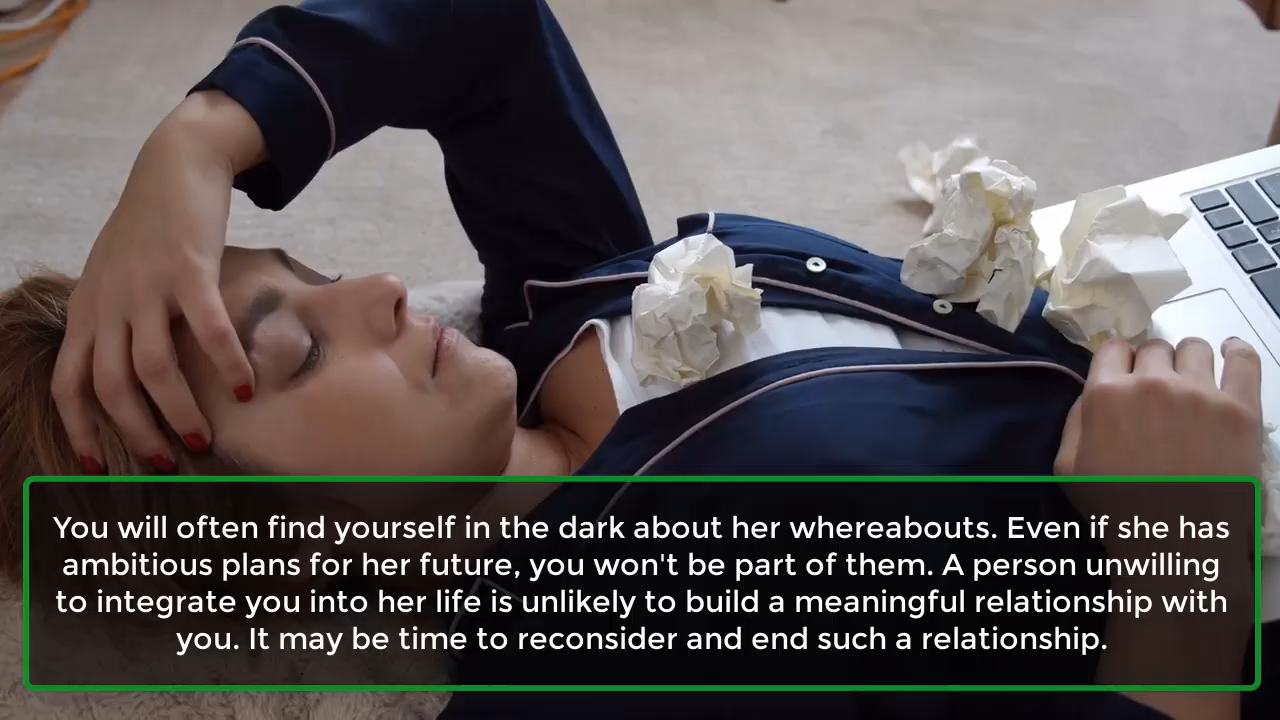 You will often find yourself in the dark about her whereabouts. Even if she has
ambitious plans for her future, you won't be part of them. A person unwilling
to integrate you into her life is unlikely to build a meaningful relationship with
you. It may be time to reconsider and end such a relationship.